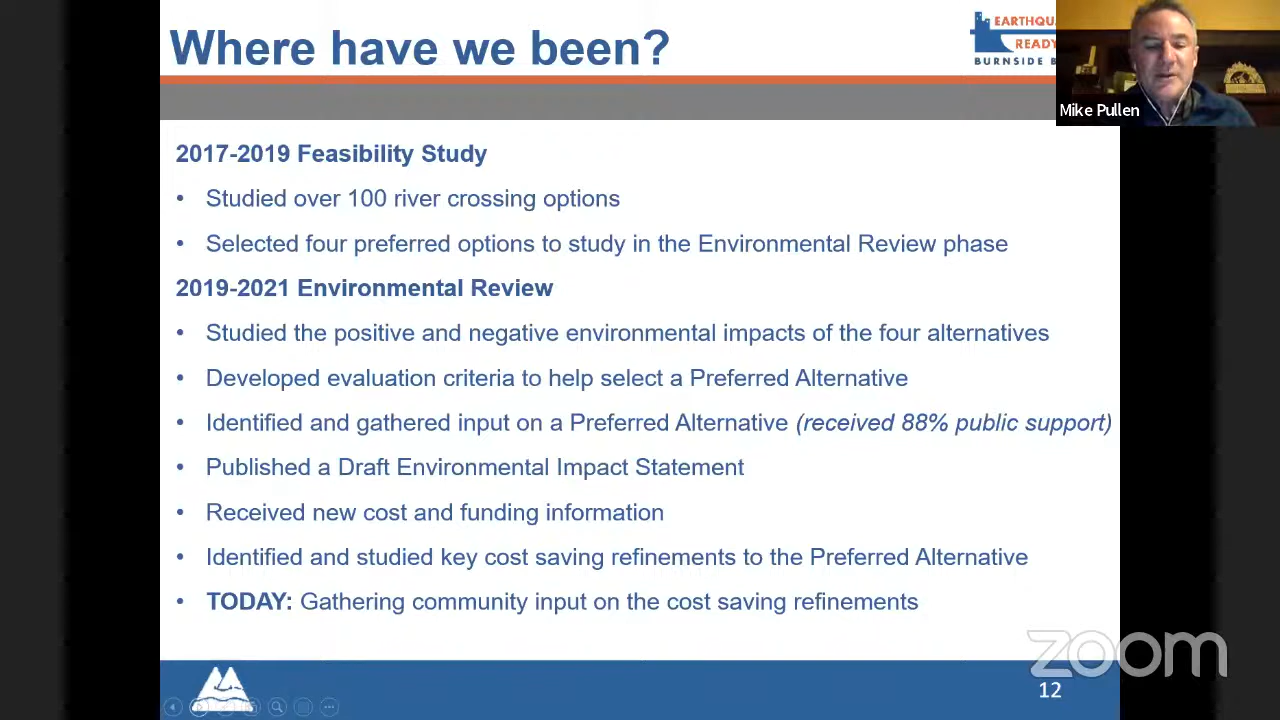 Where have we been?
EARTHQUA
READY
BURNSIDE B
Mike Pullen
2017-2019 Feasibility Study
• Studied over 100 river crossing options
• Selected four preferred options to study in the Environmental Review phase
2019-2021 Environmental Review
• Studied the positive and negative environmental impacts of the four alternatives
• Developed evaluation criteria to help select a Preferred Alternative
• Identified and gathered input on a Preferred Alternative (received 88% public support)
• Published a Draft Environmental Impact Statement
• Received new cost and funding information
• Identified and studied key cost saving refinements to the Preferred Alternative
• TODAY: Gathering community input on the cost saving refinements
zoom
12